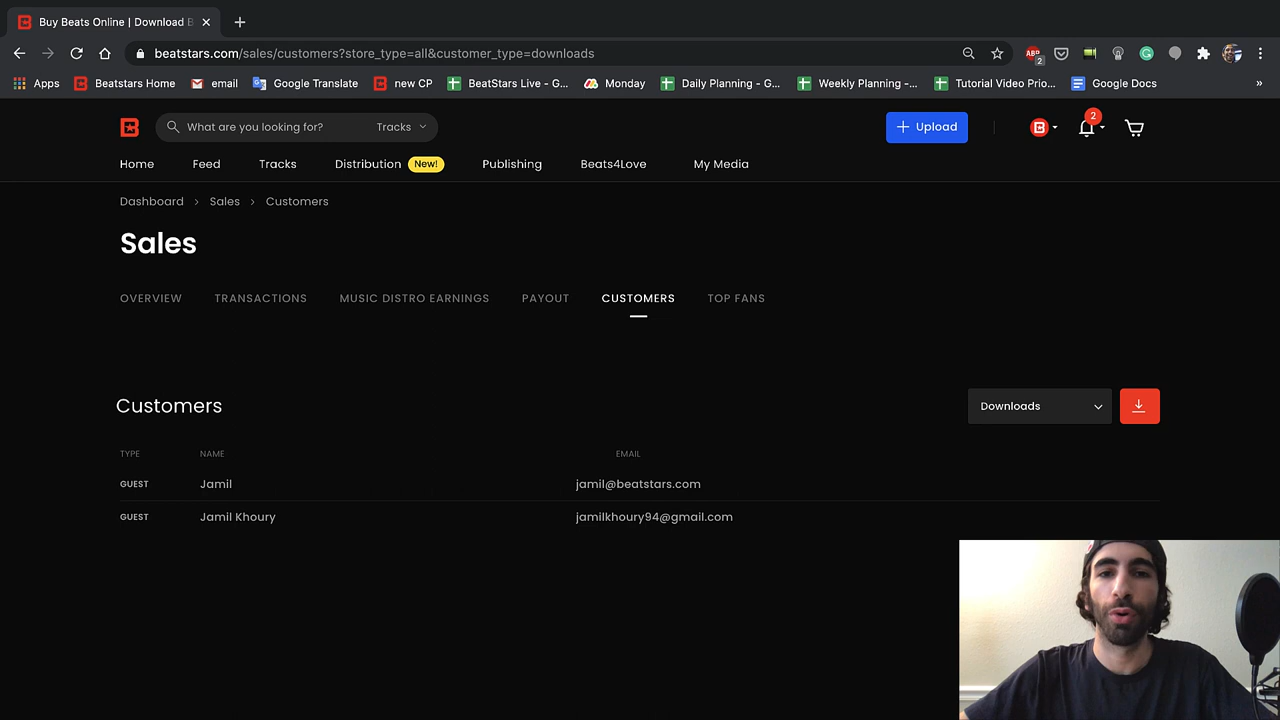 Buy Beats Online | Download B
beatstars.com/sales/customers?store_type=all&customer_type=downloads
ABP
2
Apps
Beatstars Home
email
Google Translate
new CP
BeatStars Live - G...
Monday
Daily Planning - G...
Weekly Planning -...
Tutorial Video Prio...
Google Docs
»
What are you looking for?
Tracks
Upload
2
Home
Feed
Tracks
Distribution
New!
Publishing
Beats4Love
My Media
Dashboard > Sales > Customers
Sales
OVERVIEW
TRANSACTIONS
MUSIC DISTRO EARNINGS
PAYOUT
CUSTOMERS
TOP FANS
Customers
Downloads
TYPE
NAME
EMAIL
GUEST
Jamil
jamil@beatstars.com
GUEST
Jamil Khoury
jamilkhoury94@gmail.com